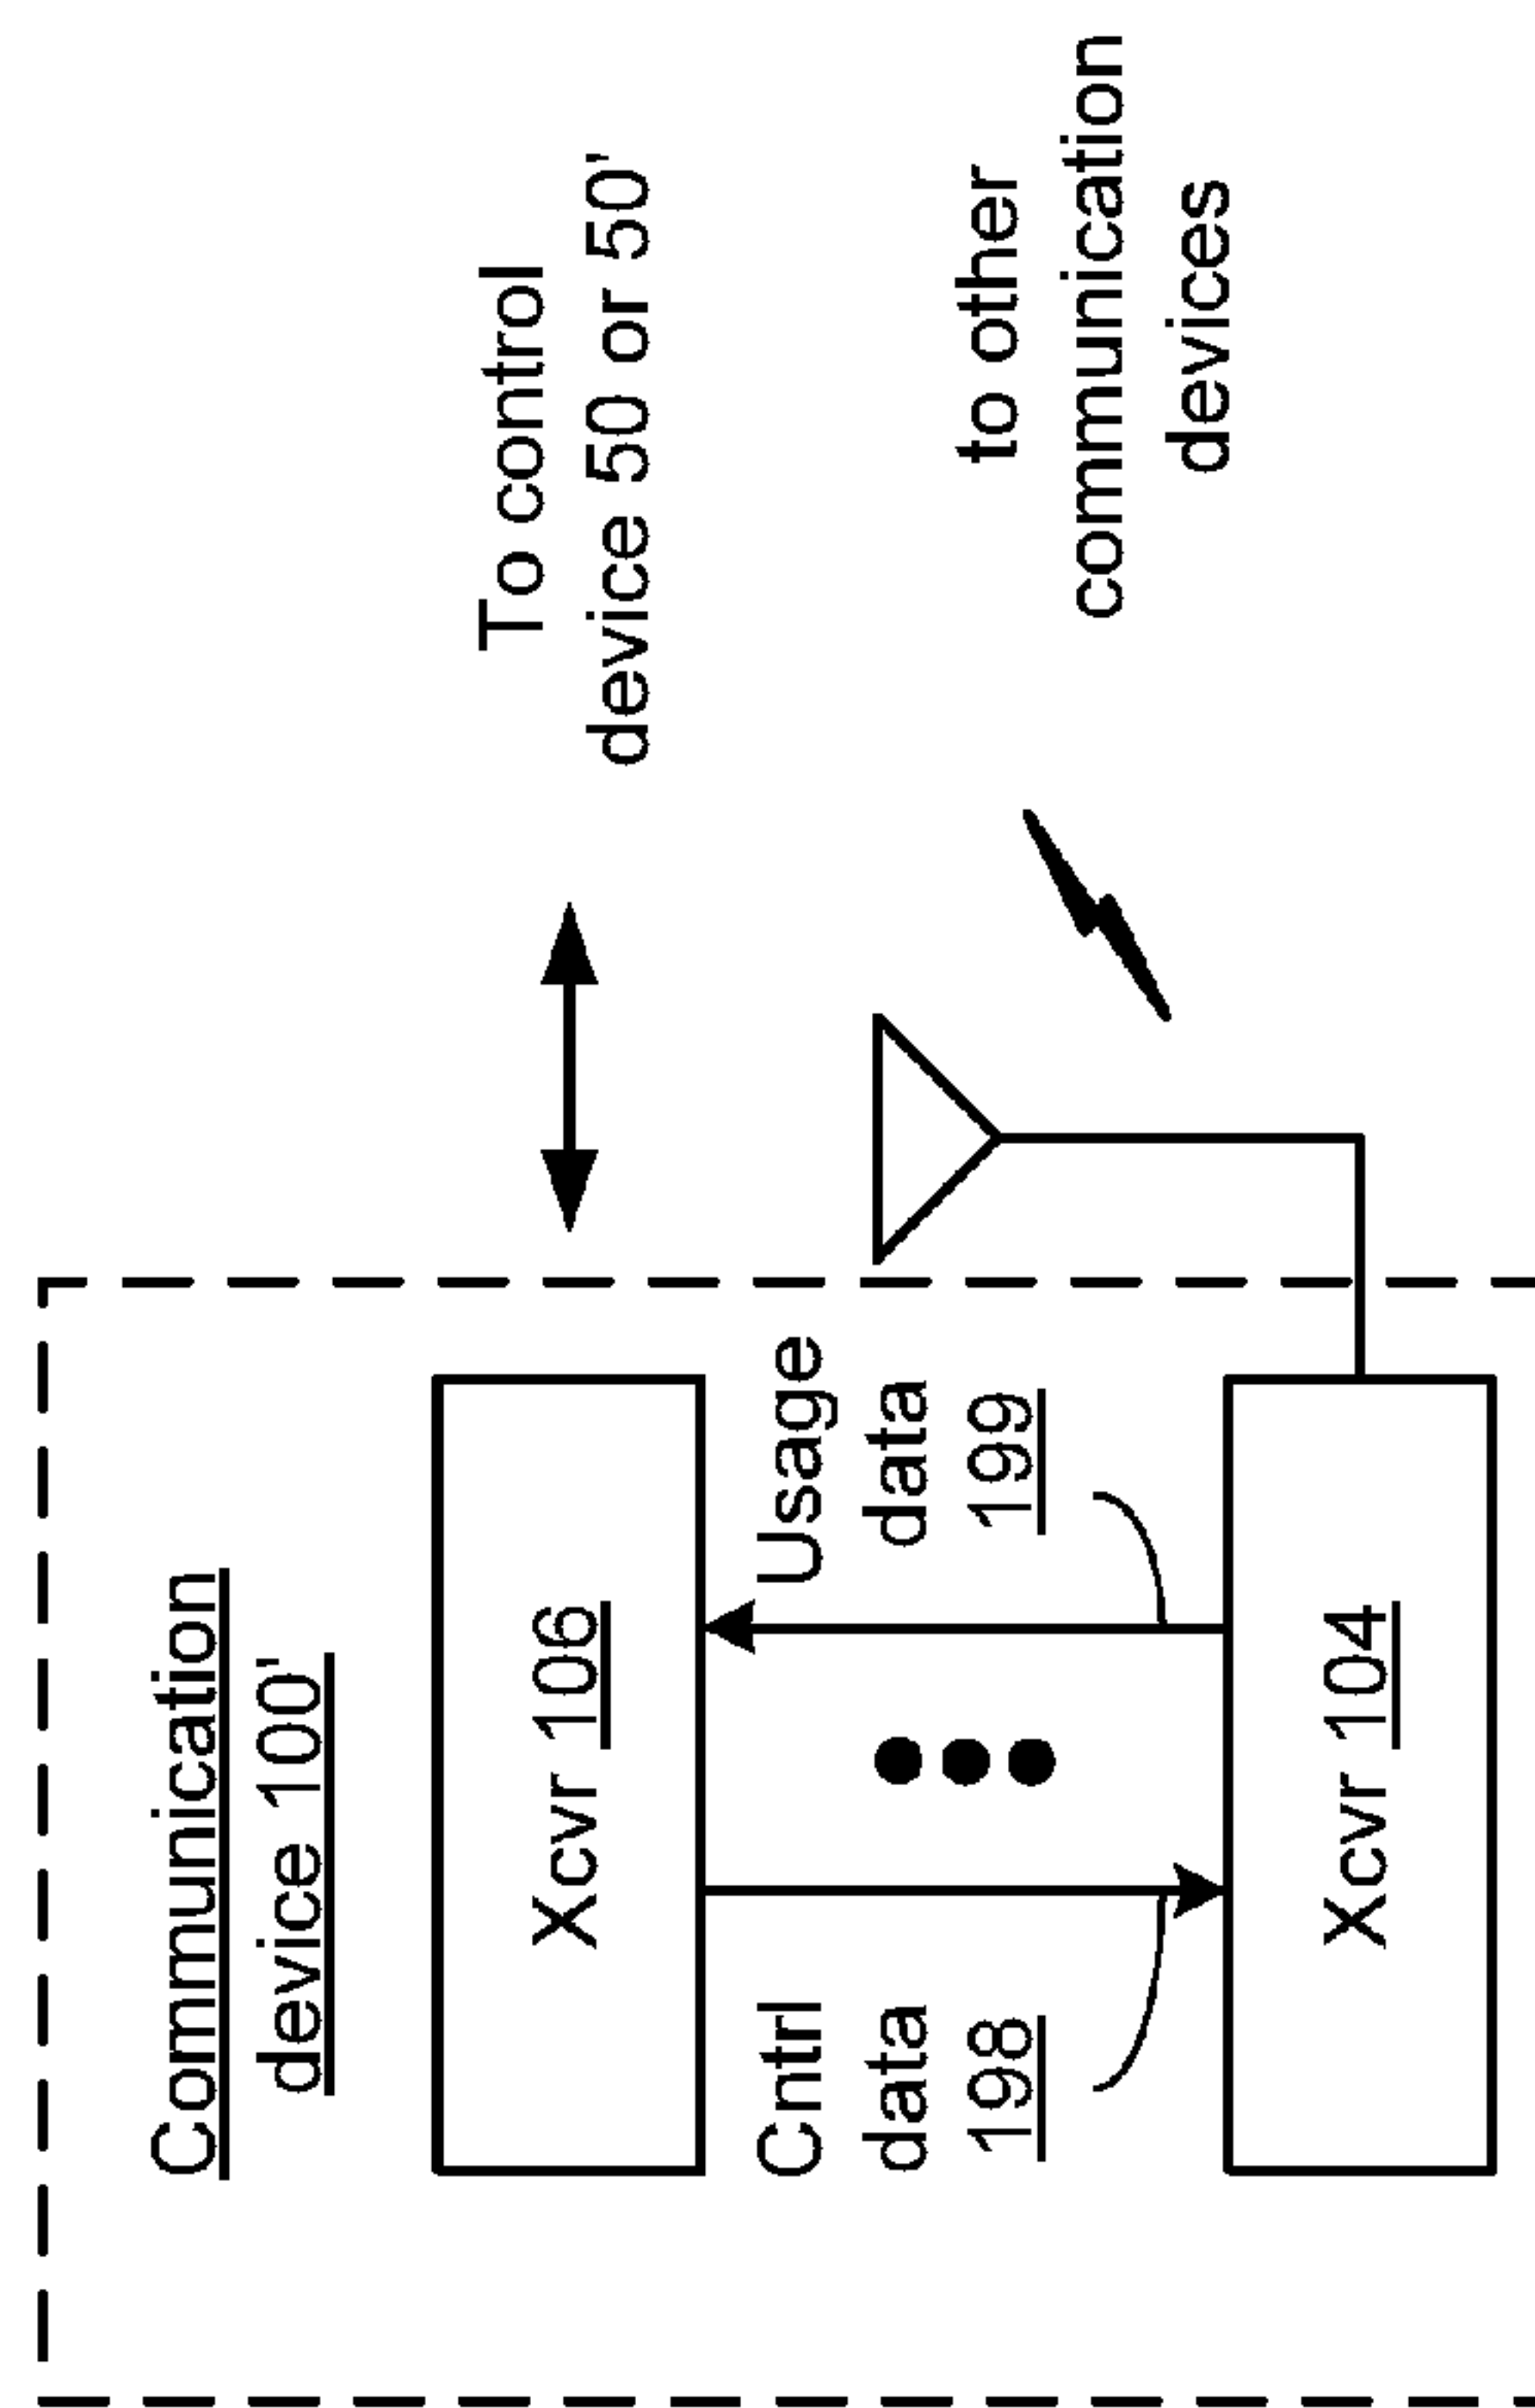 Communication
device 100'
Xcvr 106
To control
device 50 or 50'
Cntrl
data
198
Usage
data
199
to other
communication
devices
Xcvr 104